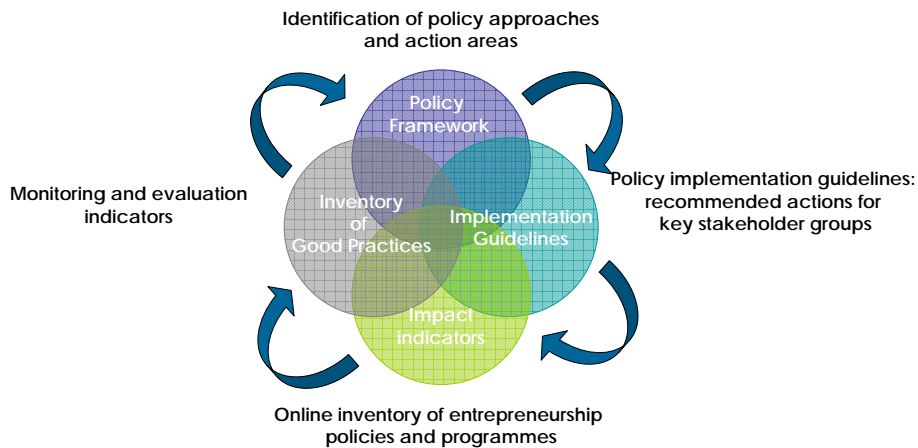 Identification of policy approaches
and action areas
Policy
Framework
Monitoring and evaluation
indicators
Inventory
of
Good Practices
Implementation
Guidelines
Policy implementation guidelines:
recommended actions for
key stakeholder groups
Impact
indicators
Online inventory of entrepreneurship
policies and programmes